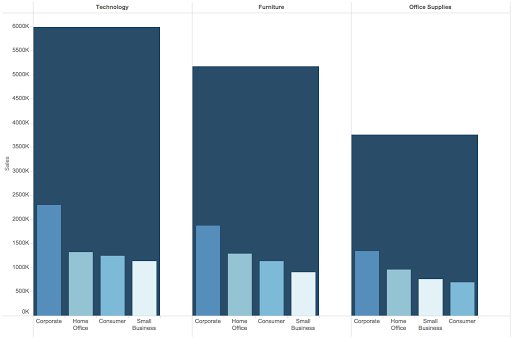 Technology Furniture Office Supplies
6000K
5500K
5000K
4500K
4000K
3500K
3000K
2500K
2000K
1500K
1000K
500K
0K
Sales
Corporate Home Office Consumer Small Business
Corporate Home Office Consumer Small Business
Corporate Home Office Small Business Consumer